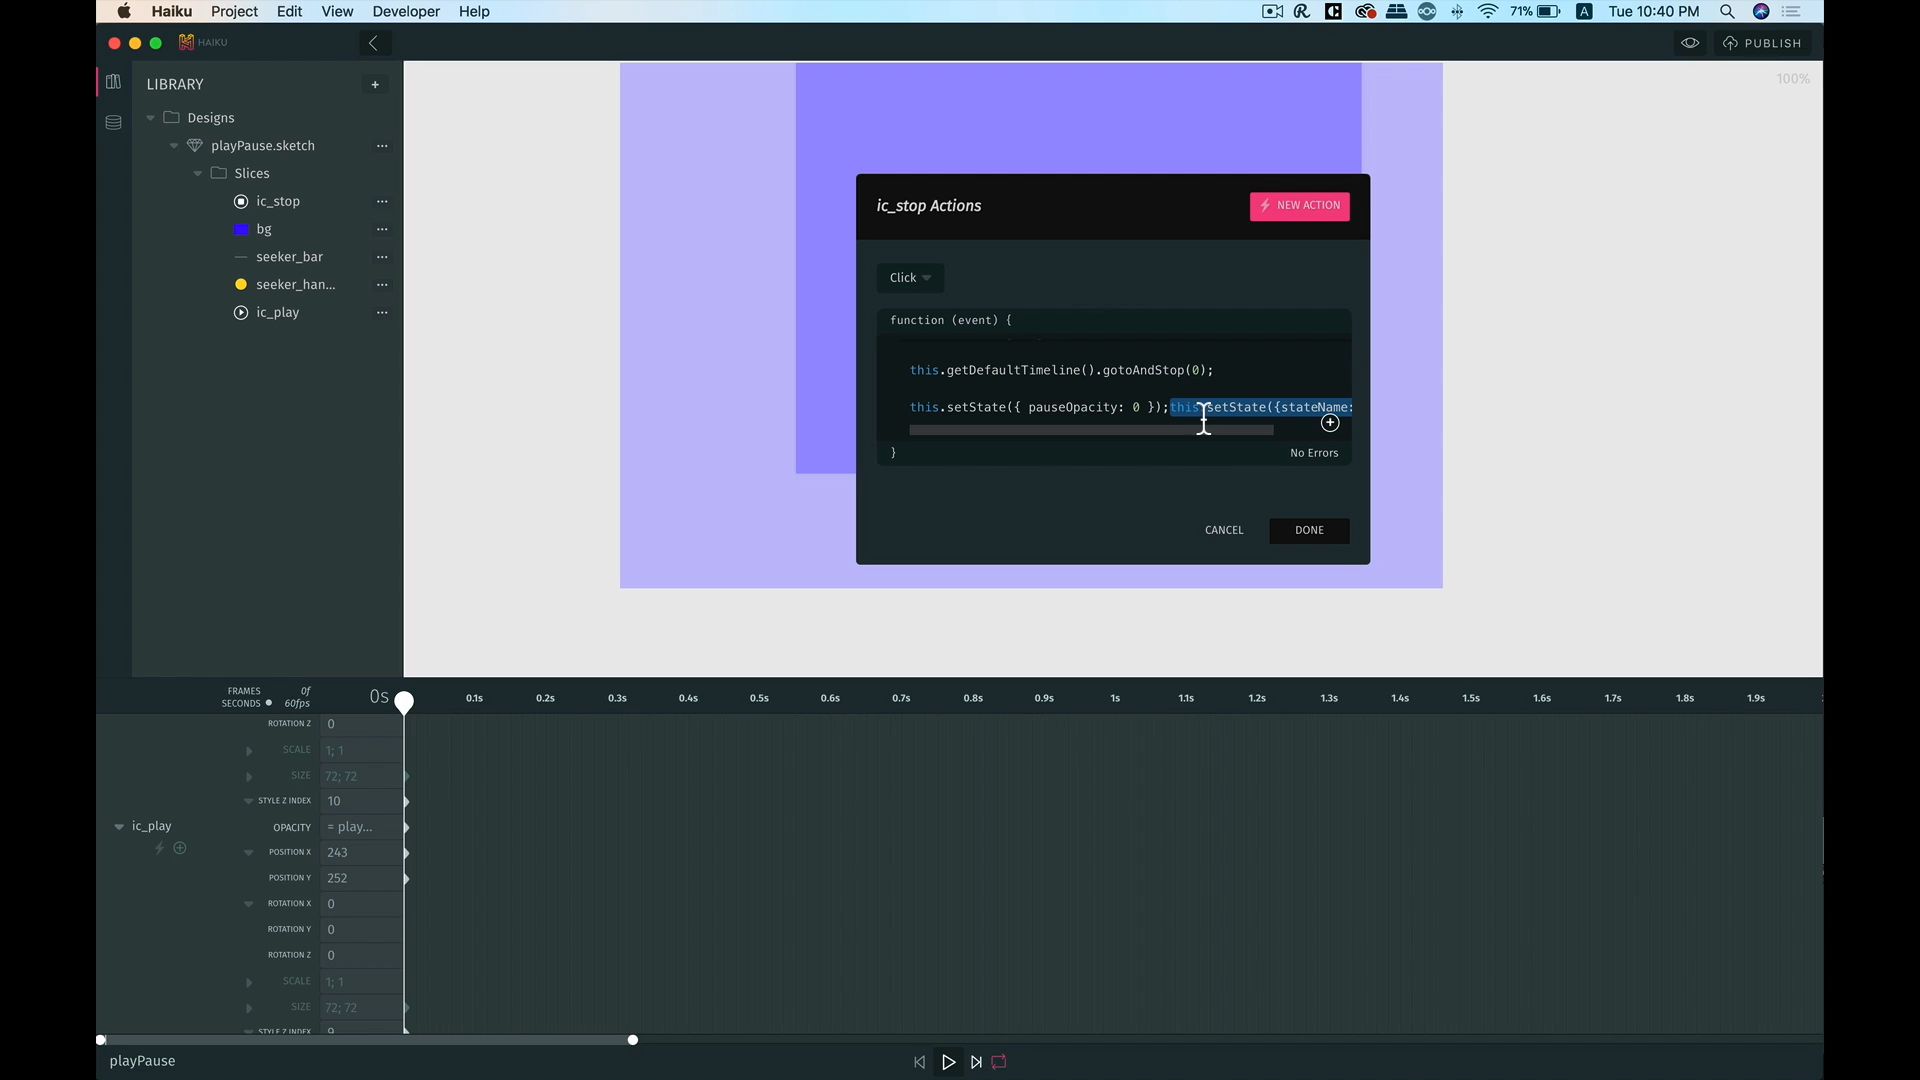 Haiku Project Edit View Developer Help
71% A Tue 10:40 PM
HAIKU
PUBLISH
LIBRARY
+
100%
Designs
playPause.sketch
Slices
ic_stop
bg
seeker_bar
seeker_han...
ic_play
ic_stop Actions
NEW ACTION
Click
function (event) {
this.getDefaultTimeline().gotoAndStop(0);
this.setState({ pauseOpacity: 0 });this.setState({stateName:
}
No Errors
CANCEL
DONE
FRAMES 0f
SECONDS 60fps
0s 0.1s 0.2s 0.3s 0.4s 0.5s 0.6s 0.7s 0.8s 0.9s 1s 1.1s 1.2s 1.3s 1.4s 1.5s 1.6s 1.7s 1.8s 1.9s
ROTATION Z 0
SCALE 1; 1
SIZE 72; 72
STYLE Z INDEX 10
ic_play OPACITY = play...
POSITION X 243
POSITION Y 252
ROTATION X 0
ROTATION Y 0
ROTATION Z 0
SCALE 1; 1
SIZE 72; 72
STYLE Z INDEX 9
playPause